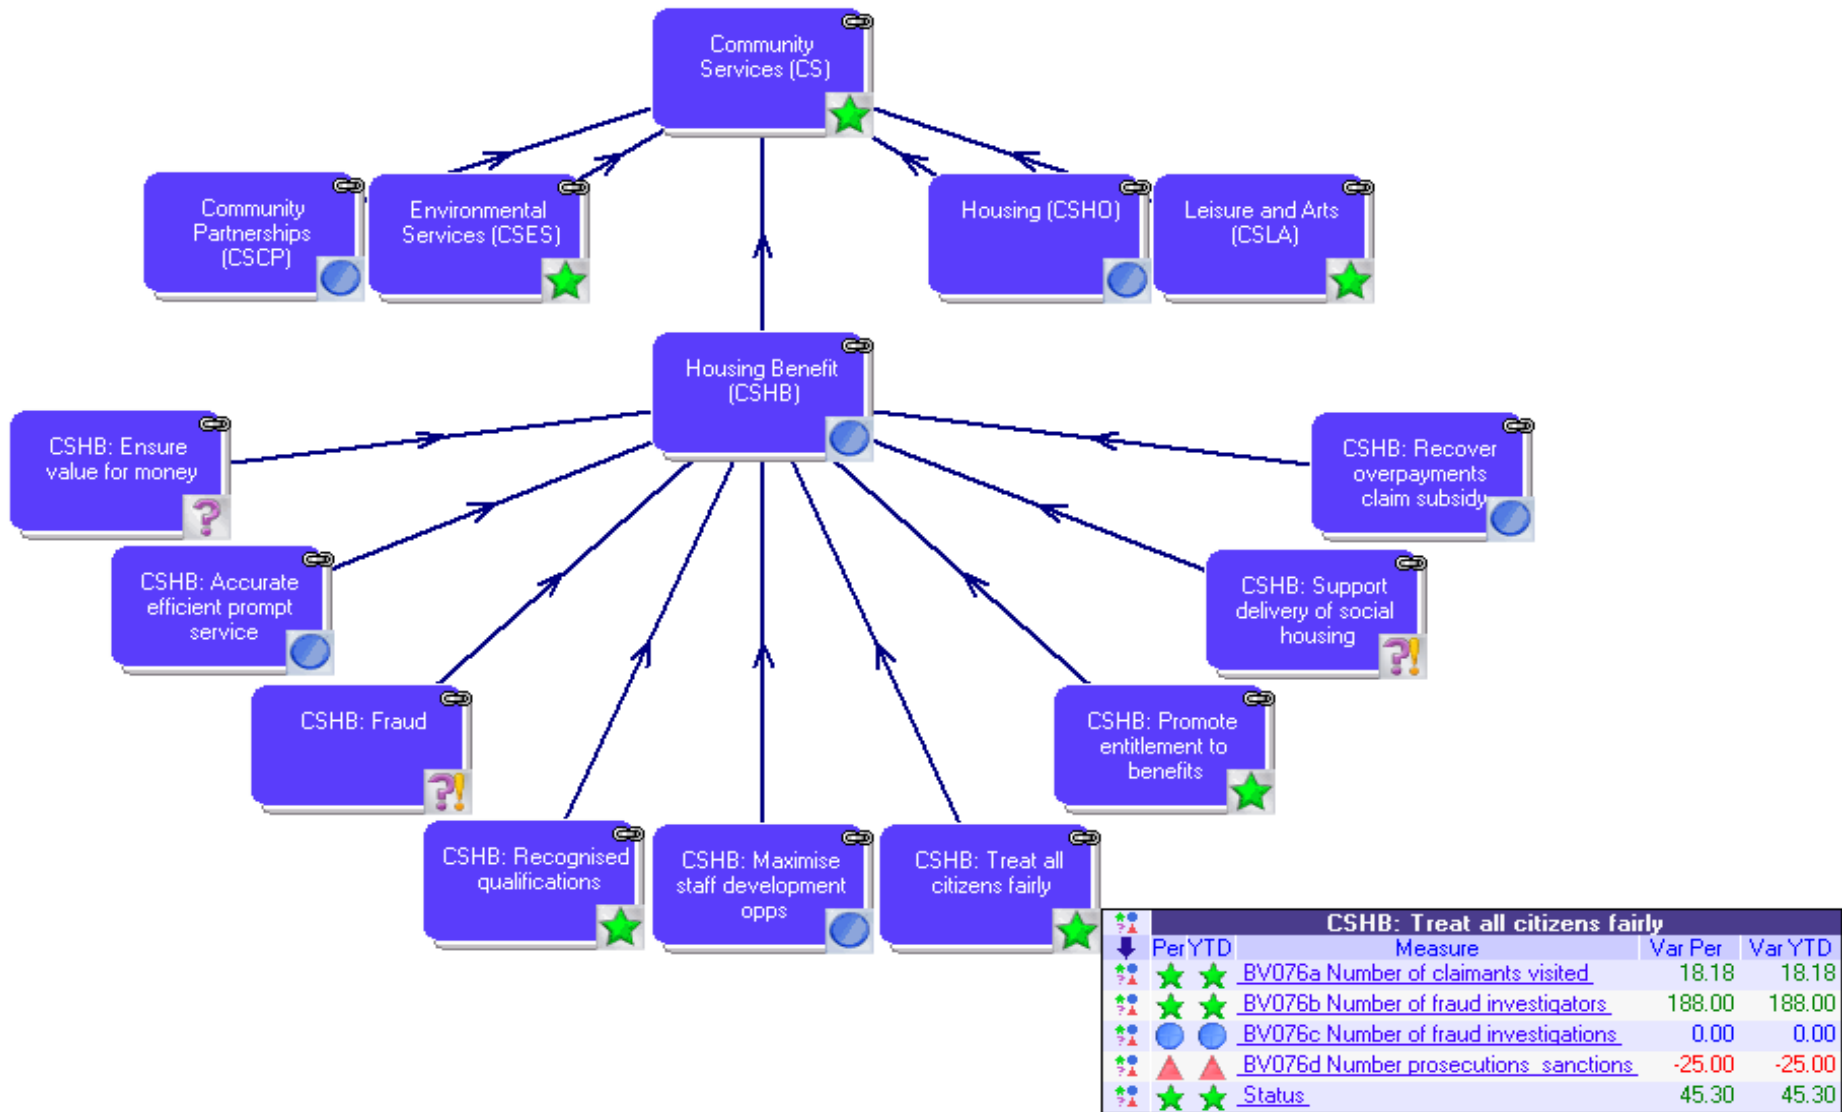 Community
Services (CS)
Community
Partnerships
(CSCP)
Environmental
Services (CSES)
Housing (CSHO)
Leisure and Arts
(CSLA)
Housing Benefit
(CSHB)
CSHB: Ensure
value for money
CSHB: Recover
overpayments
claim subsidy
CSHB: Accurate
efficient prompt
service
CSHB: Support
delivery of social
housing
CSHB: Fraud
CSHB: Promote
entitlement to
benefits
CSHB: Recognised
qualifications
CSHB: Maximise
staff development
opps
CSHB: Treat all
citizens fairly
CSHB: Treat all citizens fairly
Per YTD Measure Var Per Var YTD
BV076a Number of claimants visited 18.18 18.18
BV076b Number of fraud investigators 188.00 188.00
BV076c Number of fraud investigations 0.00 0.00
BV076d Number prosecutions sanctions -25.00 -25.00
Status 45.30 45.30